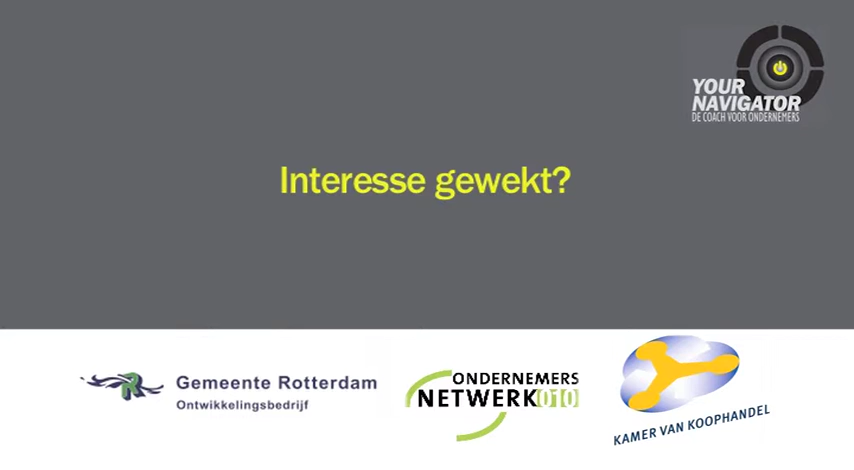 YOUR
NAVIGATOR
DE COACH VOOR ONDERNEMERS
Interesse gewekt?
R Gemeente Rotterdam
Ontwikkelingsbedrijf
ONDERNEMERS
NETWERK010
KAMER VAN KOOPHANDEL